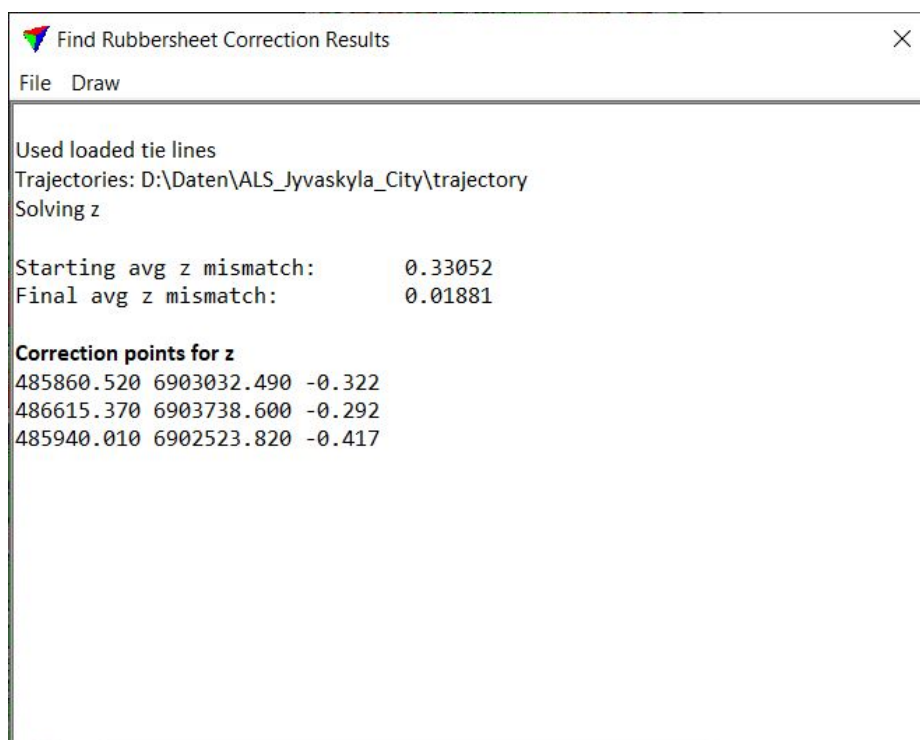 Find Rubbersheet Correction Results
File Draw
Used loaded tie lines
Trajectories: D:\Daten\ALS_Jyvaskyla_City\trajectory
Solving z
Starting avg z mismatch: 0.33052
Final avg z mismatch: 0.01881
Correction points for z
485860.520 6903032.490 -0.322
486615.370 6903738.600 -0.292
485940.010 6902523.820 -0.417